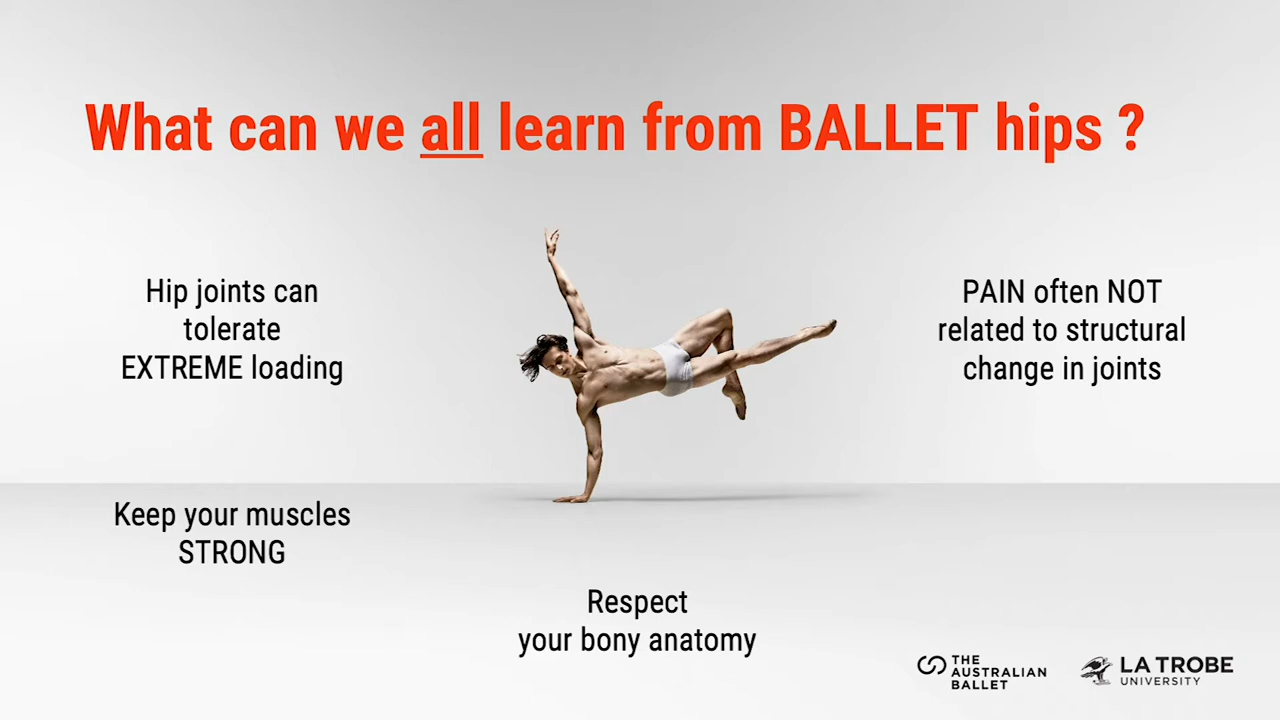 What can we all learn from BALLET hips ?
Hip joints can
tolerate
EXTREME loading
PAIN often NOT
related to structural
change in joints
Keep your muscles
STRONG
Respect
your bony anatomy
THE
AUSTRALIAN
BALLET
LA TROBE
UNIVERSITY